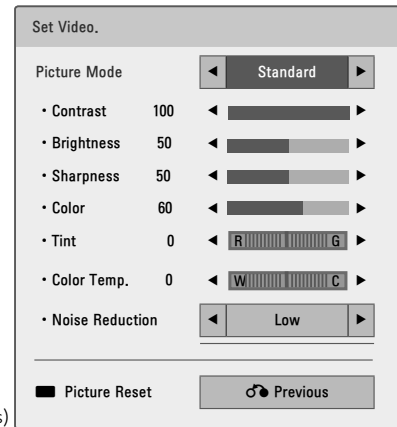 Set Video.
Picture Mode Standard
• Contrast 100
• Brightness 50
• Sharpness 50
• Color 60
• Tint 0 R G
• Color Temp. 0 W C
• Noise Reduction Low
Picture Reset Previous
s)